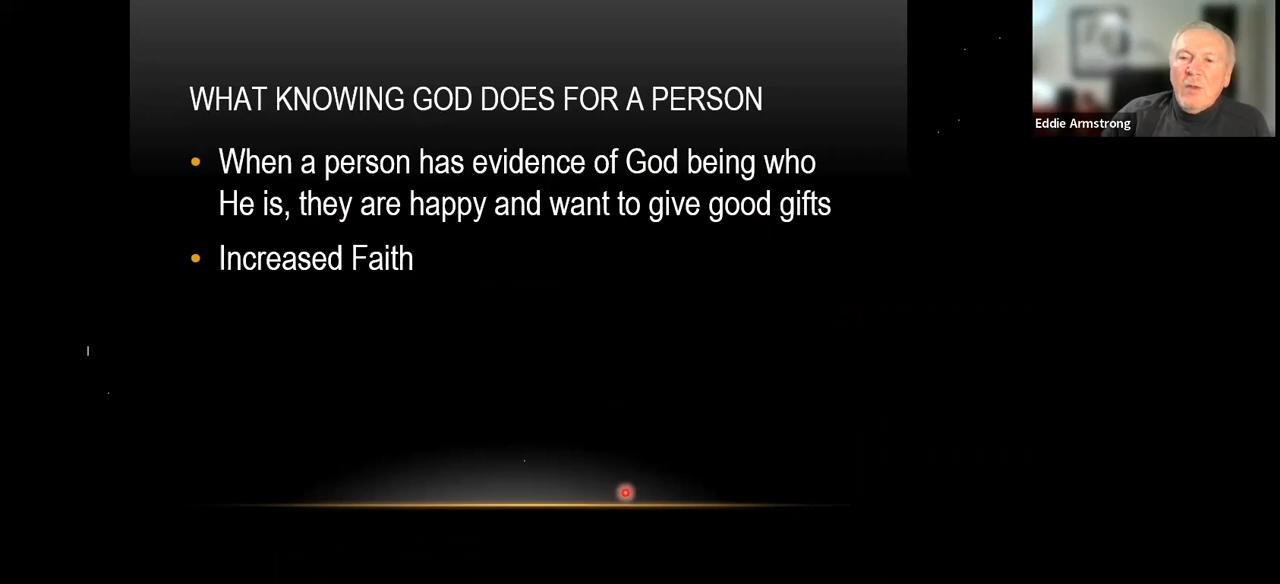 WHAT KNOWING GOD DOES FOR A PERSON
• When a person has evidence of God being who
He is, they are happy and want to give good gifts
• Increased Faith
Eddie Armstrong